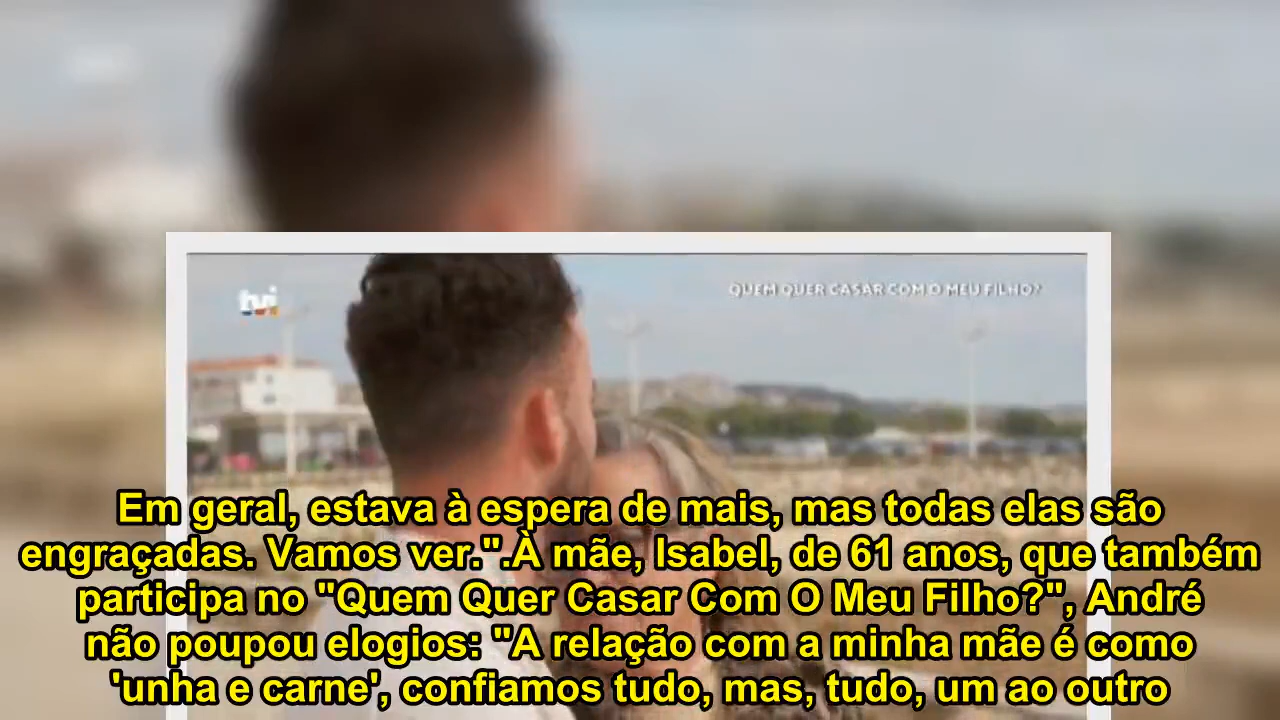 tvi
QUEM QUER CASAR COM O MEU FILHO?
Em geral, estava à espera de mais, mas todas elas são
engraçadas. Vamos ver.".À mãe, Isabel, de 61 anos, que também
participa no "Quem Quer Casar Com O Meu Filho?", André
não poupou elogios: "A relação com a minha mãe é como
'unha e carne', confiamos tudo, mas, tudo, um ao outro